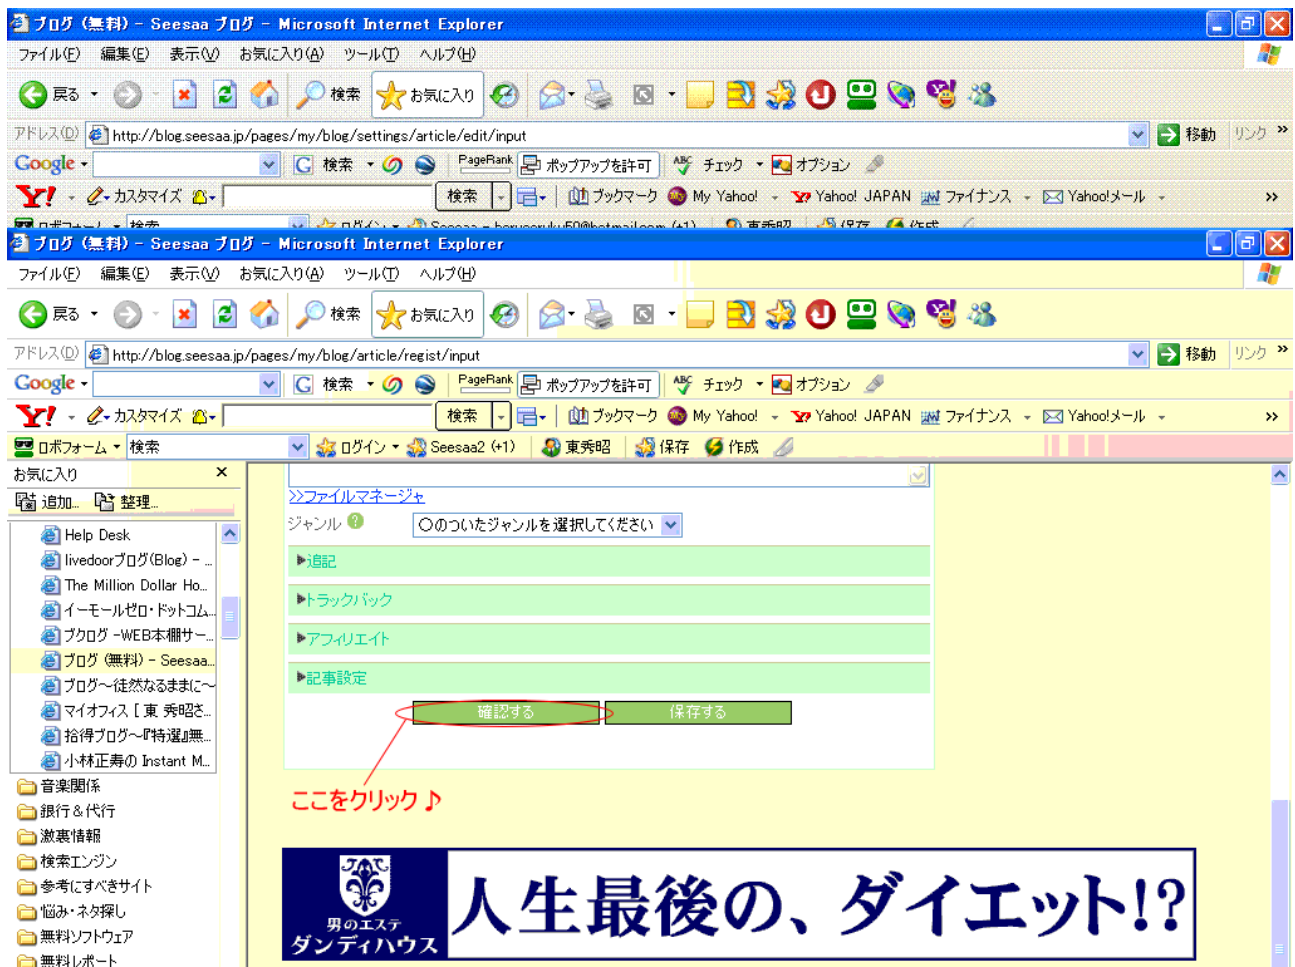 ブログ (無料) - Seesaa ブログ - Microsoft Internet Explorer
ファイル(F) 編集(E) 表示(V) お気に入り(A) ツール(T) ヘルプ(H)
戻る 検索 お気に入り
アドレス(D) http://blog.seesaa.jp/pages/my/blog/settings/article/edit/input 移動 リンク »
Google 検索 PageRank ポップアップを許可 ABC チェック オプション
Y! カスタマイズ 検索 ブックマーク My Yahoo! Yahoo! JAPAN ファイナンス Yahoo!メール »
ロボフォーム 検索 ログイン 東秀昭 保存 作成
ブログ (無料) - Seesaa ブログ - Microsoft Internet Explorer
ファイル(F) 編集(E) 表示(V) お気に入り(A) ツール(T) ヘルプ(H)
戻る 検索 お気に入り
アドレス(D) http://blog.seesaa.jp/pages/my/blog/article/regist/input 移動 リンク »
Google 検索 PageRank ポップアップを許可 ABC チェック オプション
Y! カスタマイズ 検索 ブックマーク My Yahoo! Yahoo! JAPAN ファイナンス Yahoo!メール »
ロボフォーム 検索 ログイン Seesaa2 (+1) 東秀昭 保存 作成
お気に入り ×
追加... 整理...
Help Desk
livedoorブログ(Blog) - ...
The Million Dollar Ho...
イーモールゼロ・ドットコム...
ブクログ -WEB本棚サー...
ブログ (無料) - Seesaa...
ブログ～徒然なるままに～
マイオフィス [ 東 秀昭さ...
拾得ブログ～『特選』無...
小林正寿の Instant M...
音楽関係
銀行＆代行
激裏情報
検索エンジン
参考にすべきサイト
悩み・ネタ探し
無料ソフトウェア
無料レポート
>>ファイルマネージャ
ジャンル ? 〇のついたジャンルを選択してください
▶追記
▶トラックバック
▶アフィリエイト
▶記事設定
確認する 保存する
ここをクリック♪
男のエステ
ダンディハウス
人生最後の、ダイエット!?